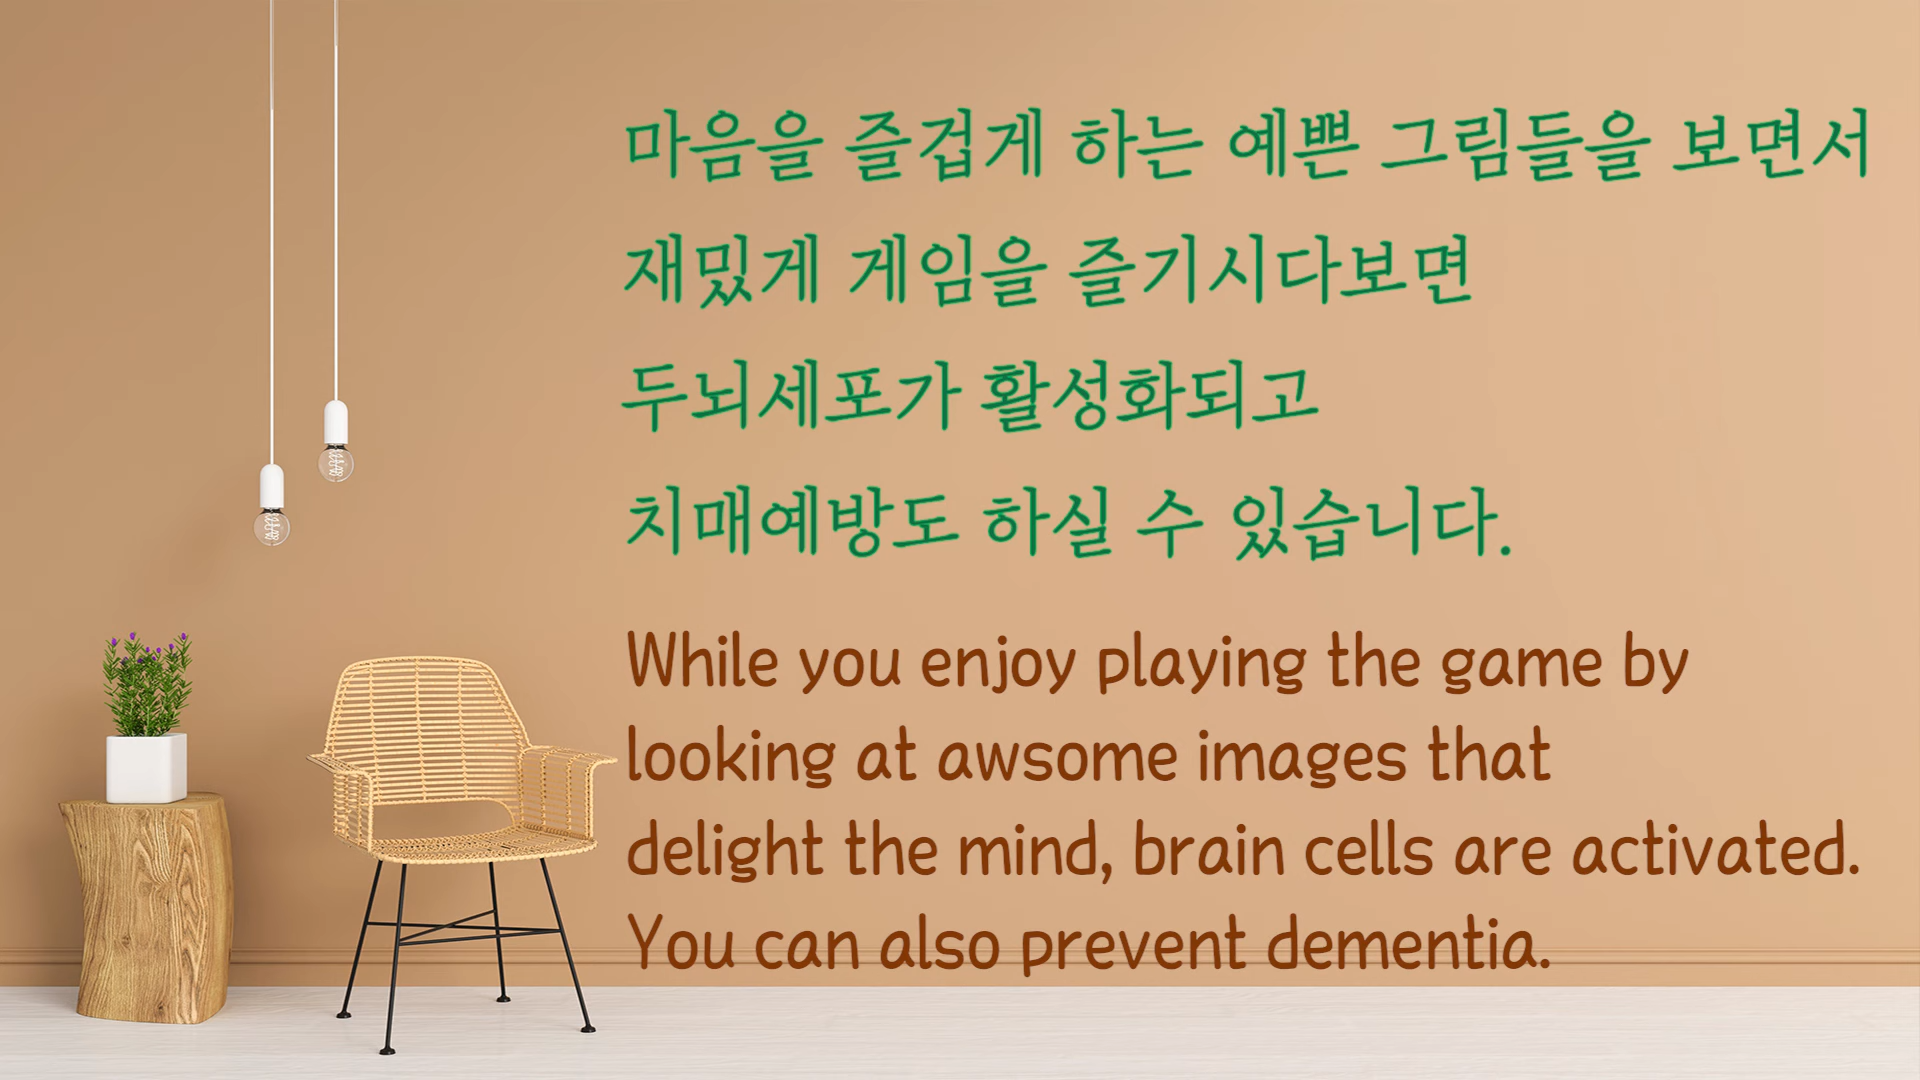 마음을 즐겁게 하는 예쁜 그림들을 보면서
재밌게 게임을 즐기시다보면
두뇌세포가 활성화되고
치매예방도 하실 수 있습니다.
While you enjoy playing the game by
looking at awsome images that
delight the mind, brain cells are activated.
You can also prevent dementia.